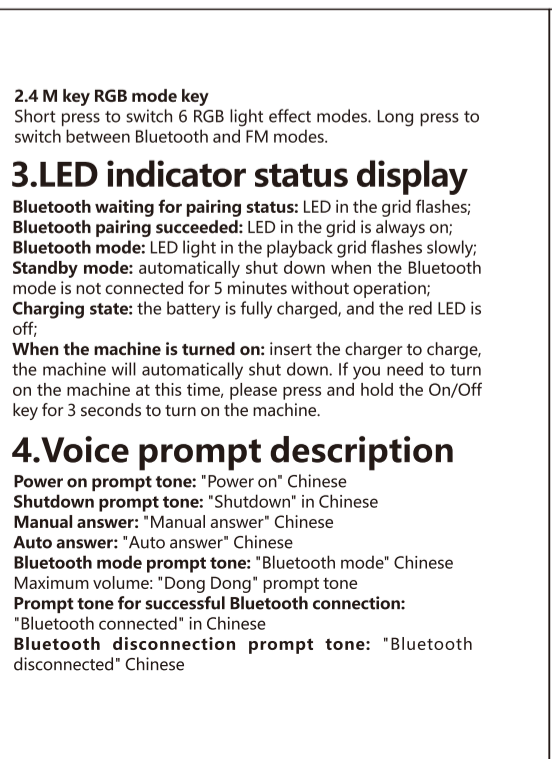 2.4 M key RGB mode key
Short press to switch 6 RGB light effect modes. Long press to
switch between Bluetooth and FM modes.
3.LED indicator status display
Bluetooth waiting for pairing status: LED in the grid flashes;
Bluetooth pairing succeeded: LED in the grid is always on;
Bluetooth mode: LED light in the playback grid flashes slowly;
Standby mode: automatically shut down when the Bluetooth
mode is not connected for 5 minutes without operation;
Charging state: the battery is fully charged, and the red LED is
off;
When the machine is turned on: insert the charger to charge,
the machine will automatically shut down. If you need to turn
on the machine at this time, please press and hold the On/Off
key for 3 seconds to turn on the machine.
4.Voice prompt description
Power on prompt tone: "Power on" Chinese
Shutdown prompt tone: "Shutdown" in Chinese
Manual answer: "Manual answer" Chinese
Auto answer: "Auto answer" Chinese
Bluetooth mode prompt tone: "Bluetooth mode" Chinese
Maximum volume: "Dong Dong" prompt tone
Prompt tone for successful Bluetooth connection:
"Bluetooth connected" in Chinese
Bluetooth disconnection prompt tone: "Bluetooth
disconnected" Chinese